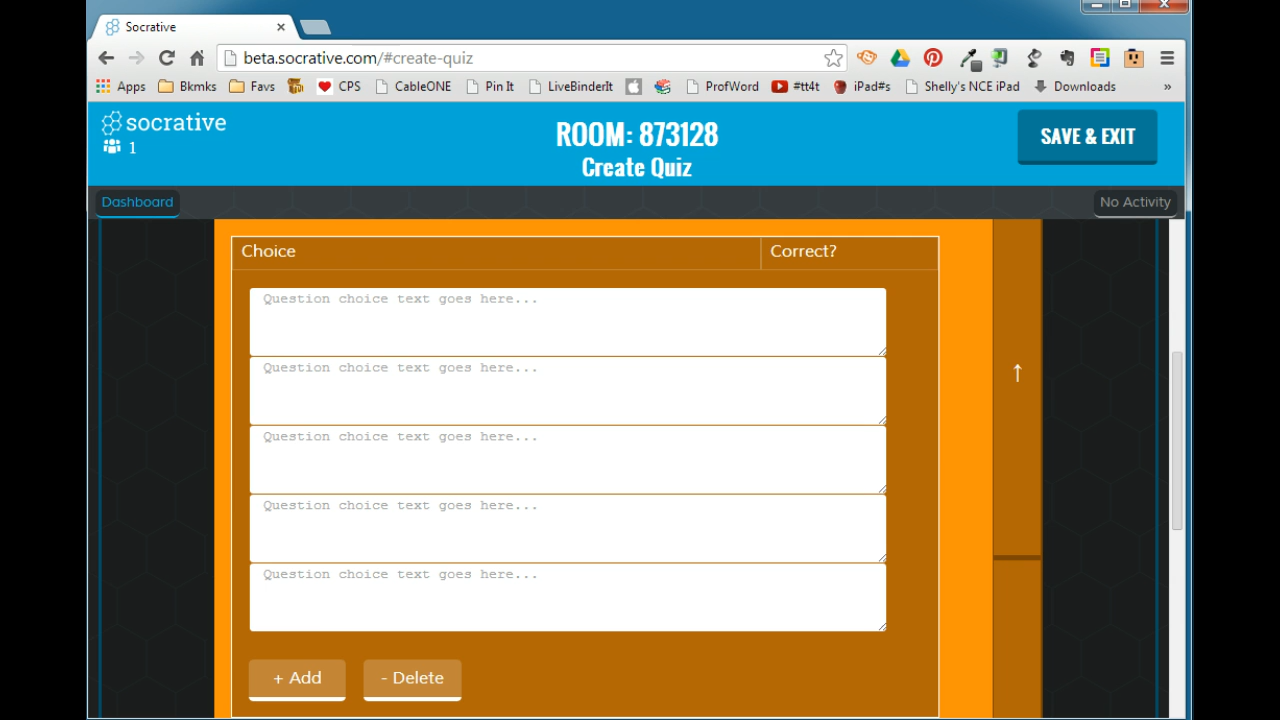 Socrative
beta.socrative.com/#create-quiz
Apps Bkmks Favs CPS CableONE Pin It LiveBinderIt ProfWord #tt4t iPad#s Shelly's NCE iPad Downloads »
socrative
1
ROOM: 873128
Create Quiz
SAVE & EXIT
Dashboard
No Activity
Choice
Correct?
Question choice text goes here...
Question choice text goes here...
Question choice text goes here...
Question choice text goes here...
Question choice text goes here...
+ Add
- Delete